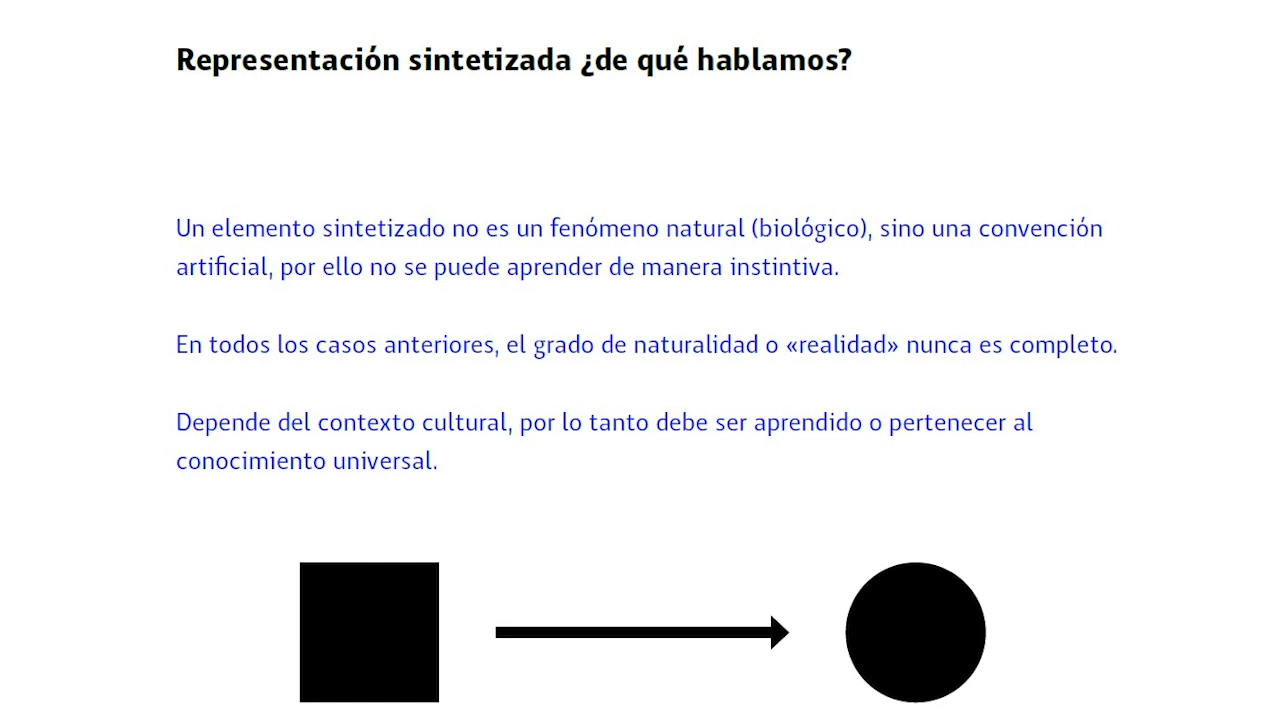 Representación sintetizada ¿de qué hablamos?
Un elemento sintetizado no es un fenómeno natural (biológico), sino una convención
artificial, por ello no se puede aprender de manera instintiva.
En todos los casos anteriores, el grado de naturalidad o «realidad» nunca es completo.
Depende del contexto cultural, por lo tanto debe ser aprendido o pertenecer al
conocimiento universal.